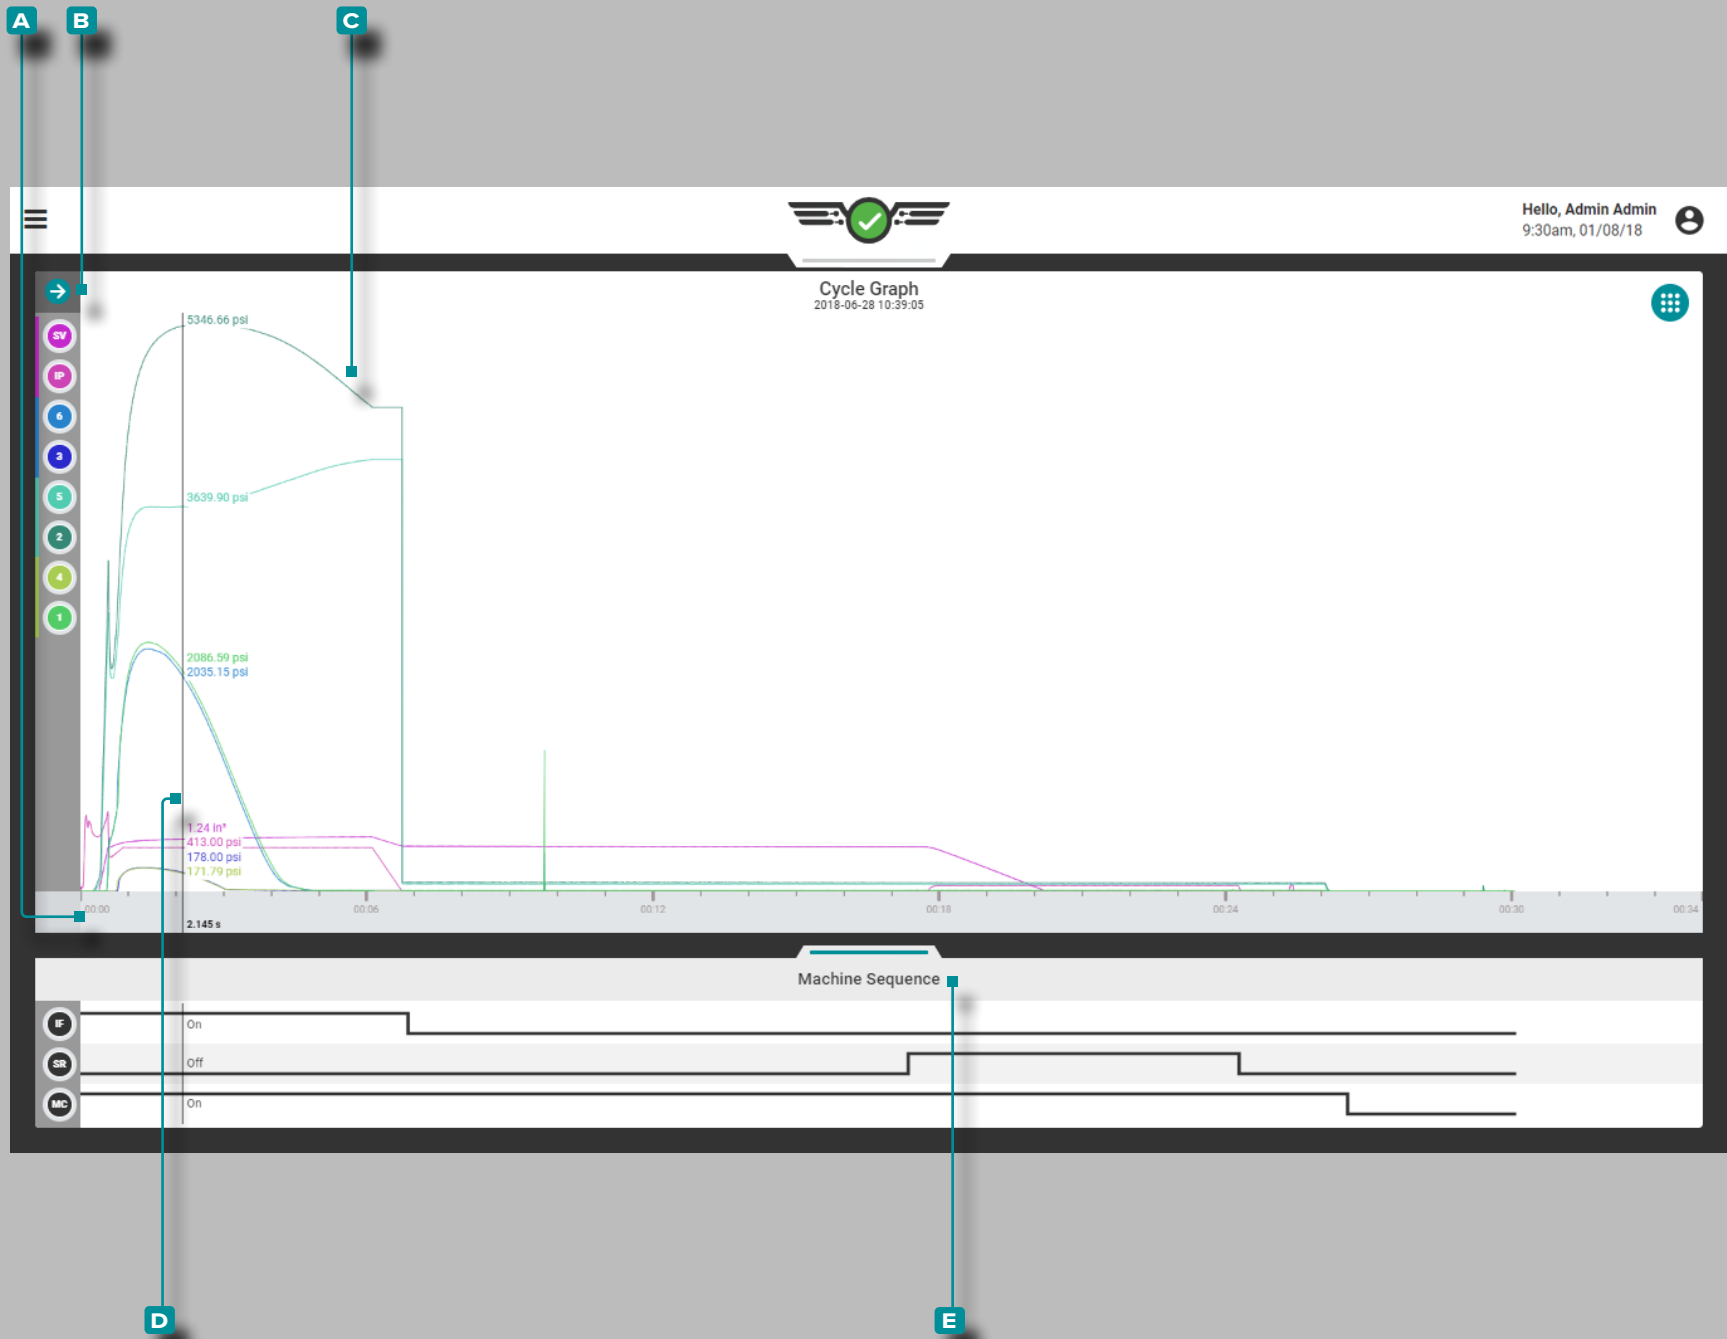 A B C
Hello, Admin Admin
9:30am, 01/08/18
Cycle Graph
2018-06-28 10:39:05
SV
IP
6
3
5
2
4
1
5346.66 psi
3639.90 psi
2086.59 psi
2035.15 psi
1.24 in³
413.00 psi
178.00 psi
171.79 psi
00:00 00:06 00:12 00:18 00:24 00:30 00:34
2.145 s
Machine Sequence
IF On
SR Off
MC On
D E